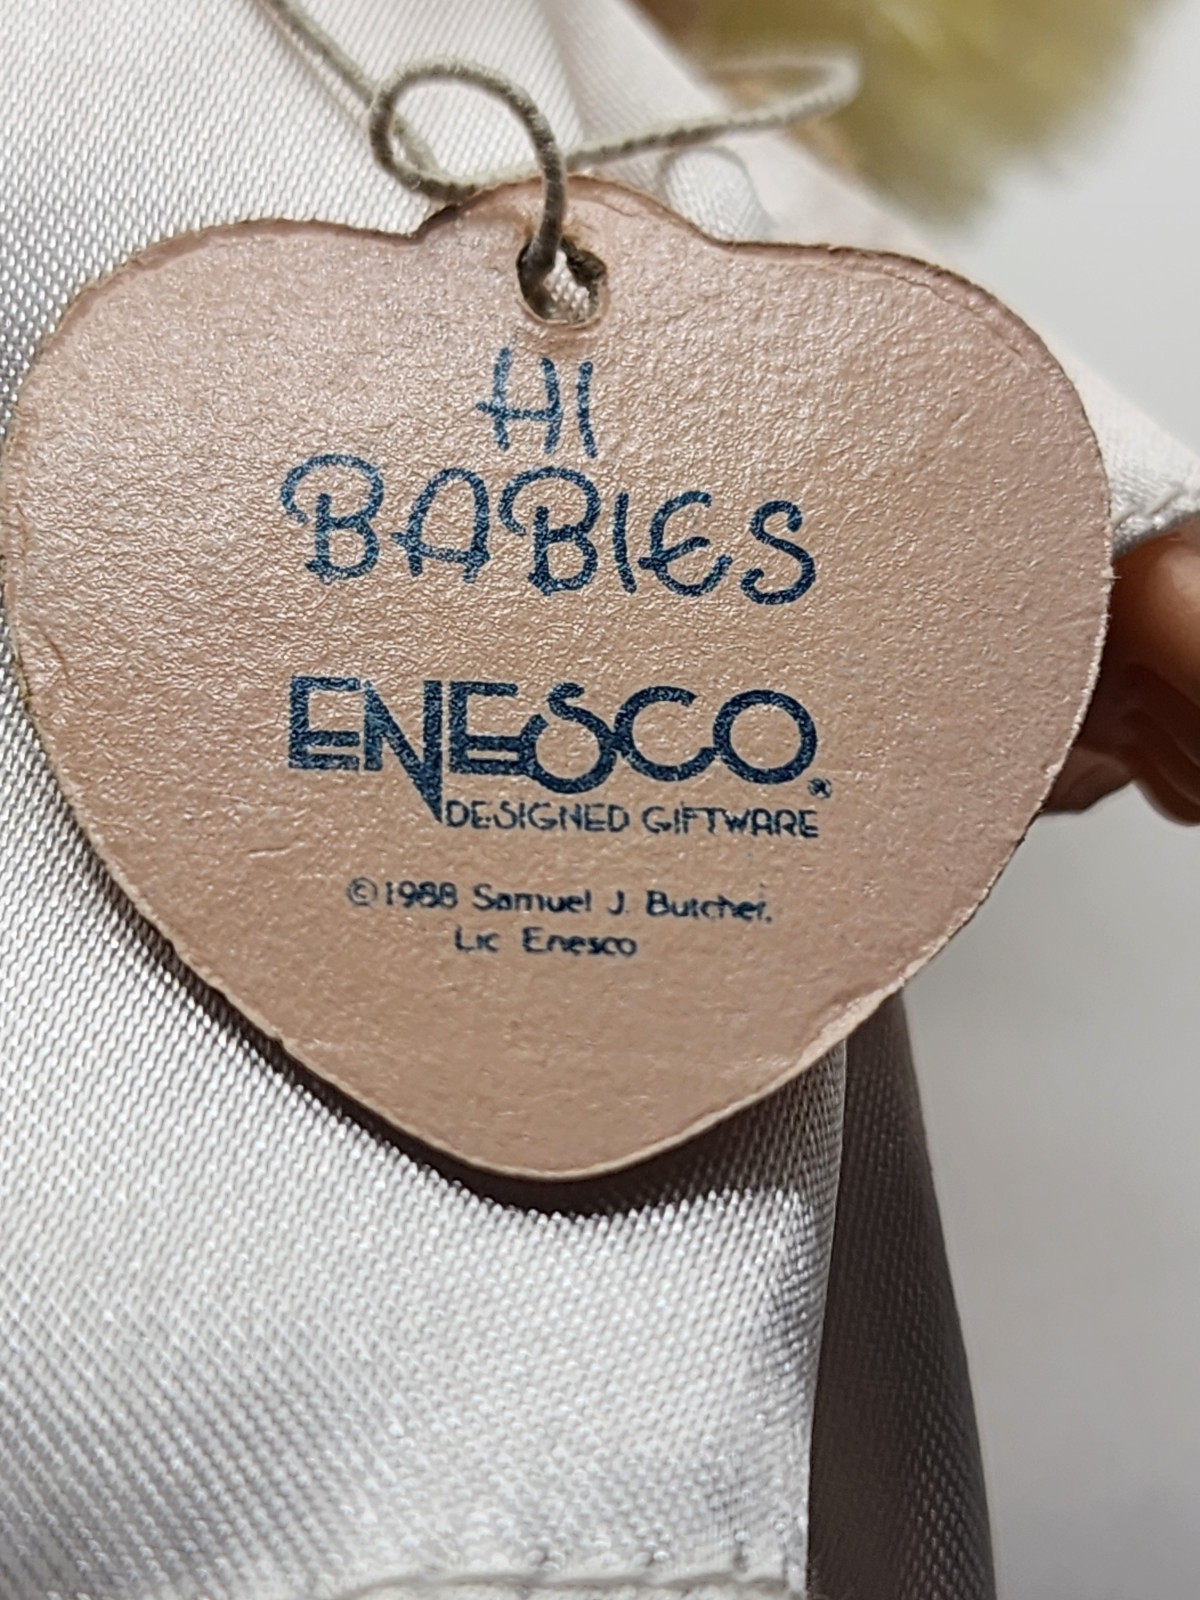 HI
BABIES
ENESCO®
DESIGNED GIFTWARE
©1988 Samuel J. Butcher,
Lic Enesco